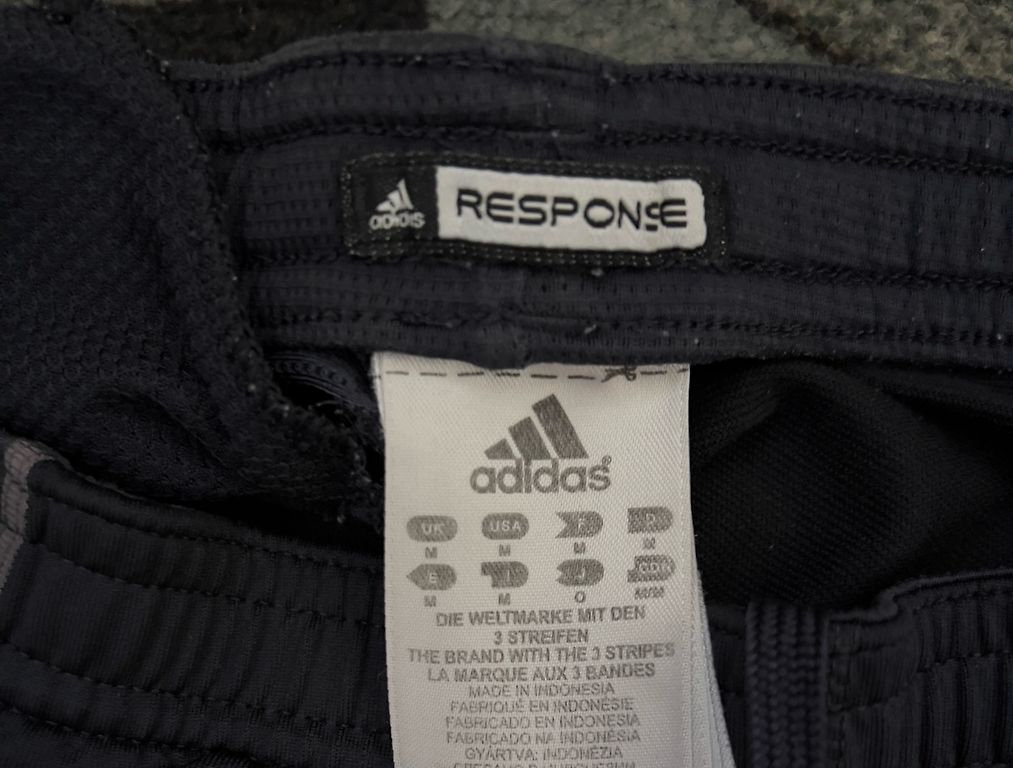 adidas RESPONSE
adidas®
UK USA F D
M M M M
E I J
M M O M/M
DIE WELTMARKE MIT DEN
3 STREIFEN
THE BRAND WITH THE 3 STRIPES
LA MARQUE AUX 3 BANDES
MADE IN INDONESIA
FABRIQUÉ EN INDONÉSIE
FABRICADO EN INDONESIA
FABRICADO NA INDONÉSIA
GYÁRTVA: INDONÉZIA